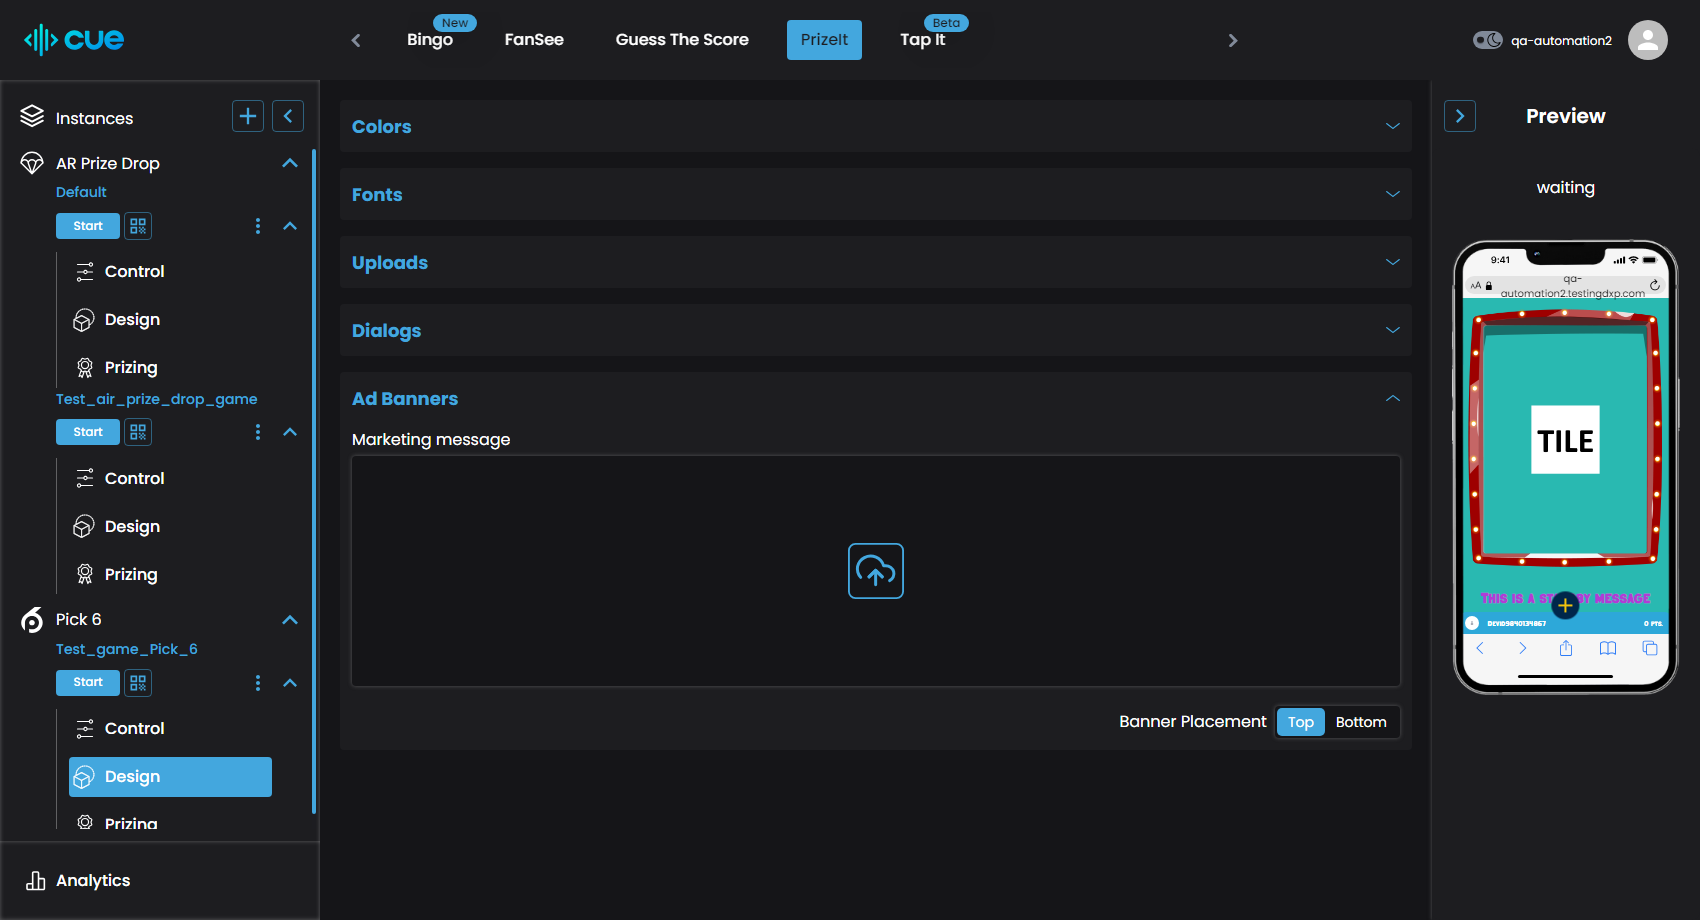 cue
Bingo
New
FanSee
Guess The Score
PrizeIt
Tap It
Beta
qa-automation2
Instances
AR Prize Drop
Default
Start
Control
Design
Prizing
Test_air_prize_drop_game
Start
Control
Design
Prizing
Pick 6
Test_game_Pick_6
Start
Control
Design
Prizing
Analytics
Colors
Fonts
Uploads
Dialogs
Ad Banners
Marketing message
Banner Placement
Top
Bottom
Preview
waiting
9:41
AA
qa-
automation2.testingdxp.com
TILE
THIS IS A ST BY MESSAGE
0 PTS.